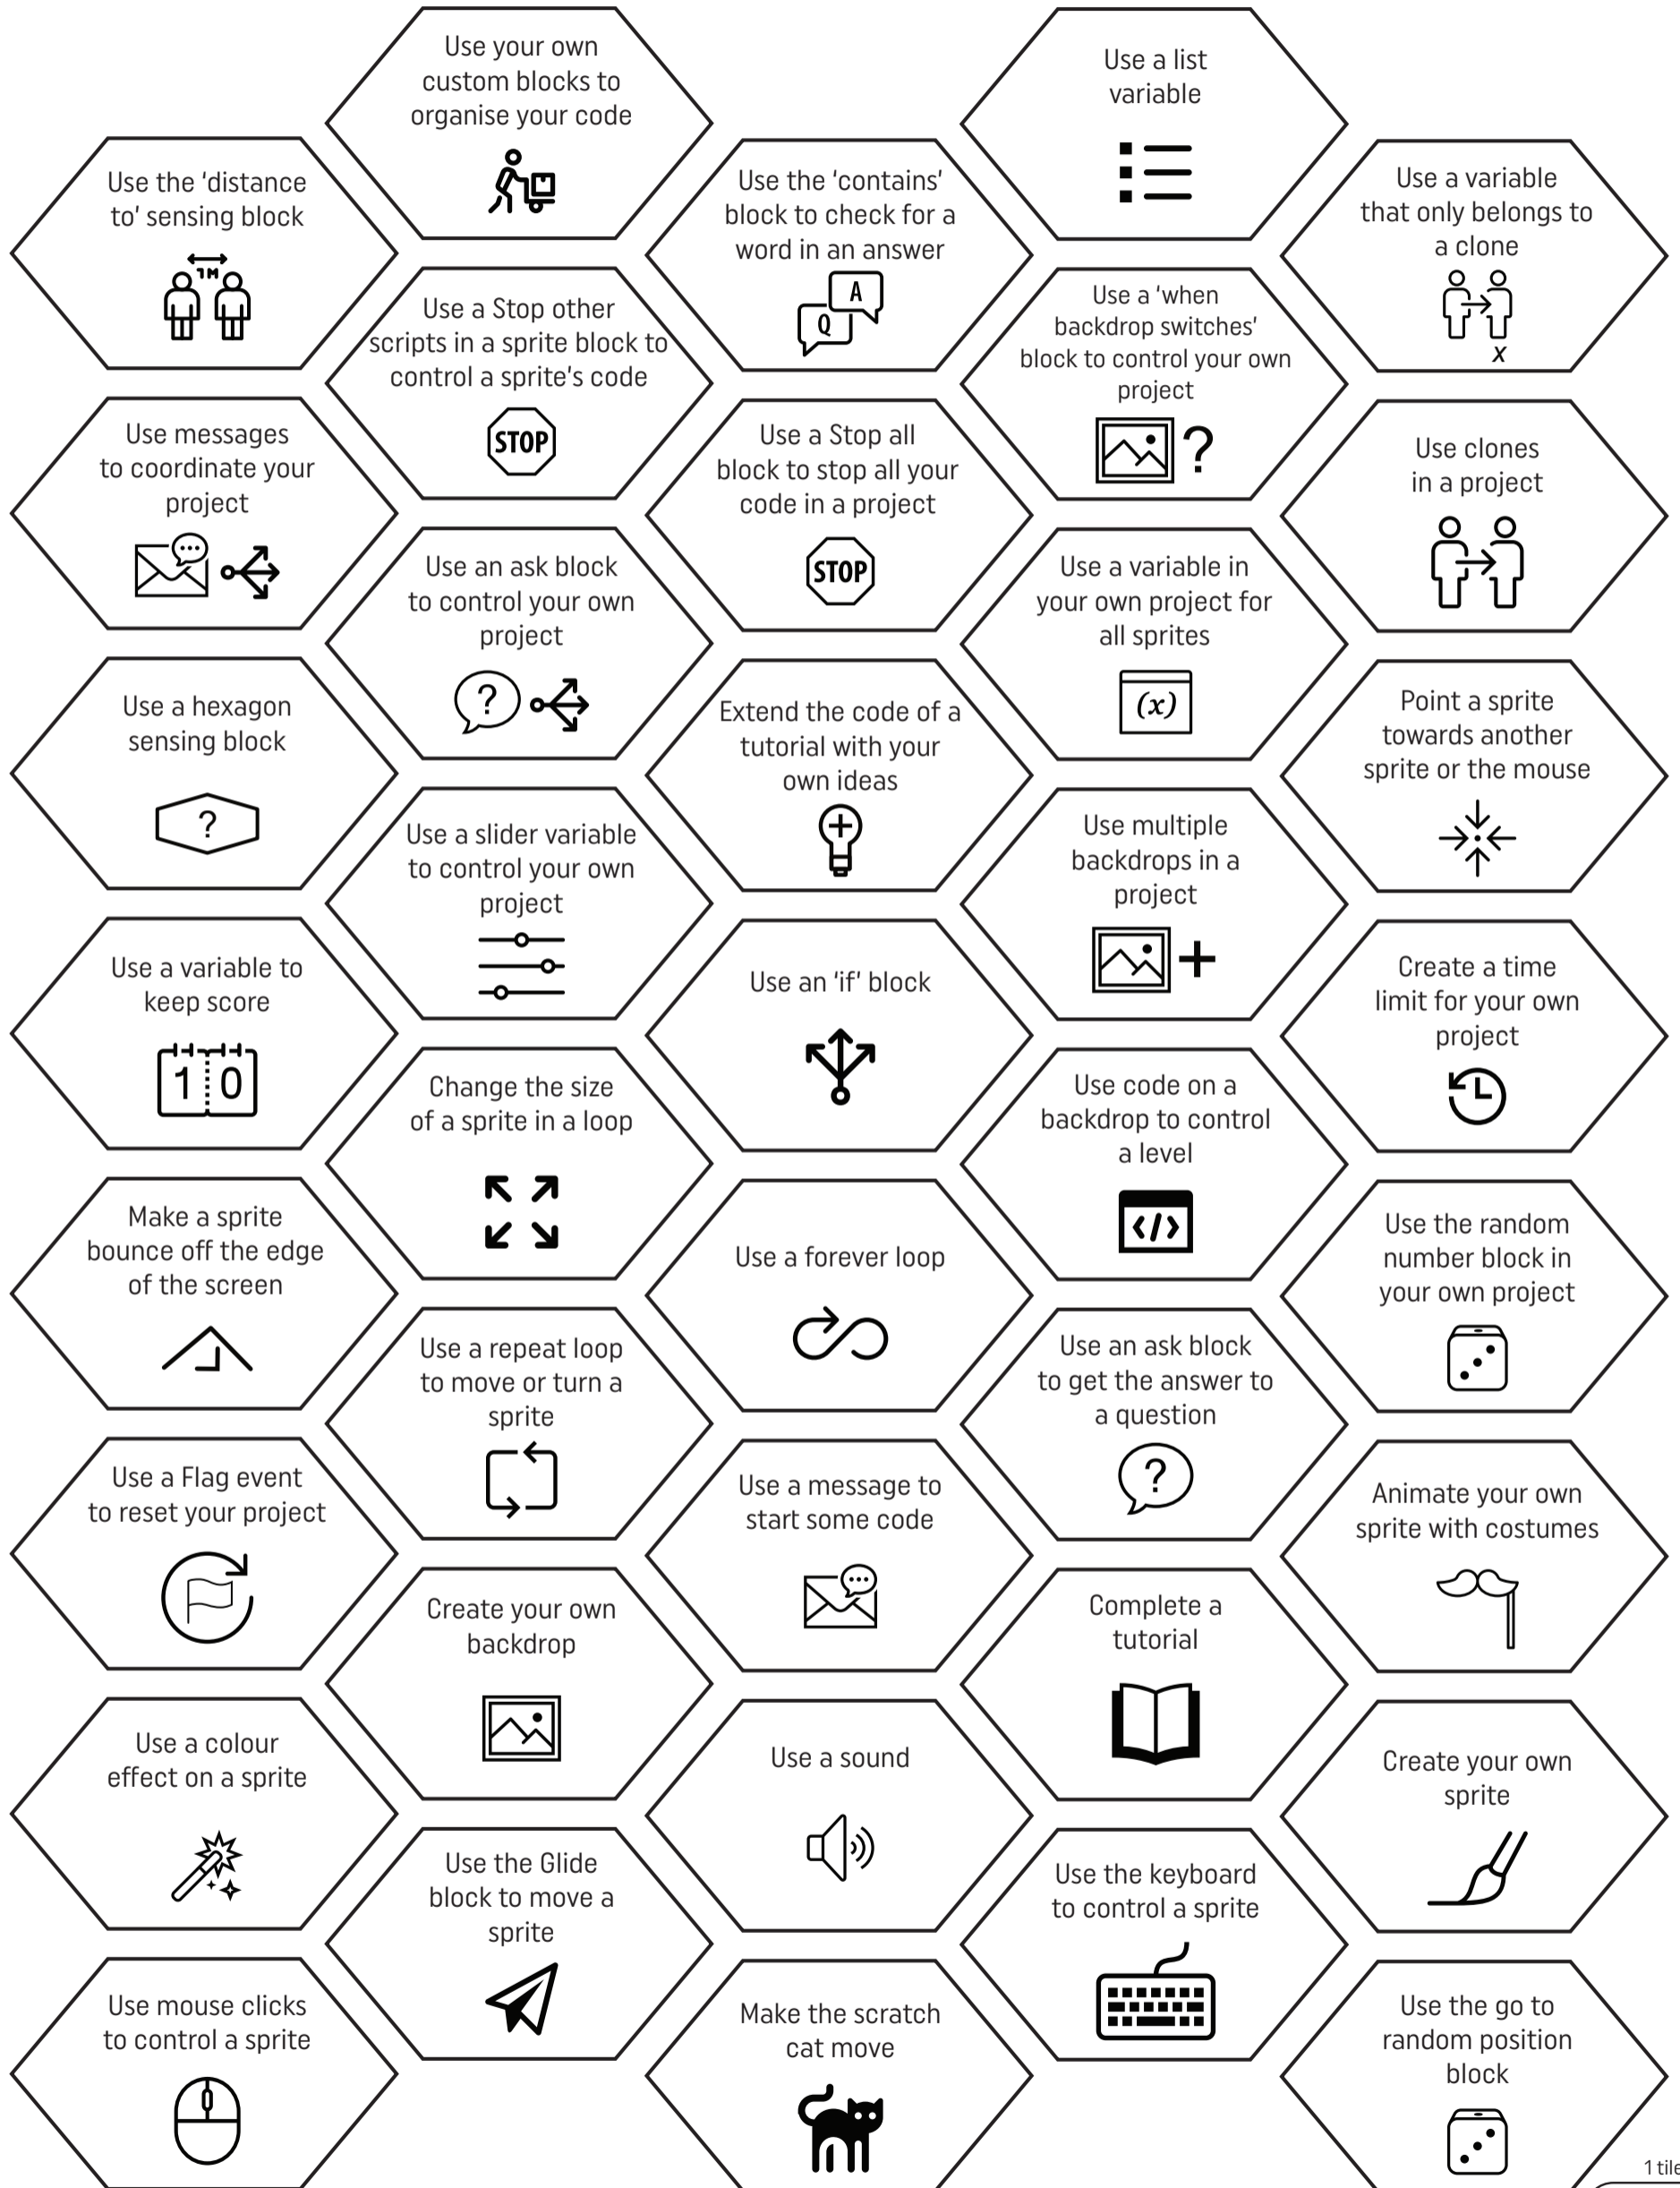 Use your own
custom blocks to
organise your code
Use a list
variable
Use the 'distance
to' sensing block
1M
Use the 'contains'
block to check for a
word in an answer
A
Q
Use a variable
that only belongs to
a clone
x
Use a Stop other
scripts in a sprite block to
control a sprite's code
STOP
Use a 'when
backdrop switches'
block to control your own
project
?
Use messages
to coordinate your
project
Use a Stop all
block to stop all your
code in a project
STOP
Use clones
in a project
Use an ask block
to control your own
project
?
Use a variable in
your own project for
all sprites
(x)
Use a hexagon
sensing block
?
Extend the code of a
tutorial with your
own ideas
Point a sprite
towards another
sprite or the mouse
Use a slider variable
to control your own
project
Use multiple
backdrops in a
project
Use a variable to
keep score
1 0
Use an 'if' block
Create a time
limit for your own
project
Change the size
of a sprite in a loop
Use code on a
backdrop to control
a level
</>
Make a sprite
bounce off the edge
of the screen
Use a forever loop
Use the random
number block in
your own project
Use a repeat loop
to move or turn a
sprite
Use an ask block
to get the answer to
a question
?
Use a Flag event
to reset your project
Use a message to
start some code
Animate your own
sprite with costumes
Create your own
backdrop
Complete a
tutorial
Use a colour
effect on a sprite
Use a sound
Create your own
sprite
Use the Glide
block to move a
sprite
Use the keyboard
to control a sprite
Use mouse clicks
to control a sprite
Make the scratch
cat move
Use the go to
random position
block
1 tile